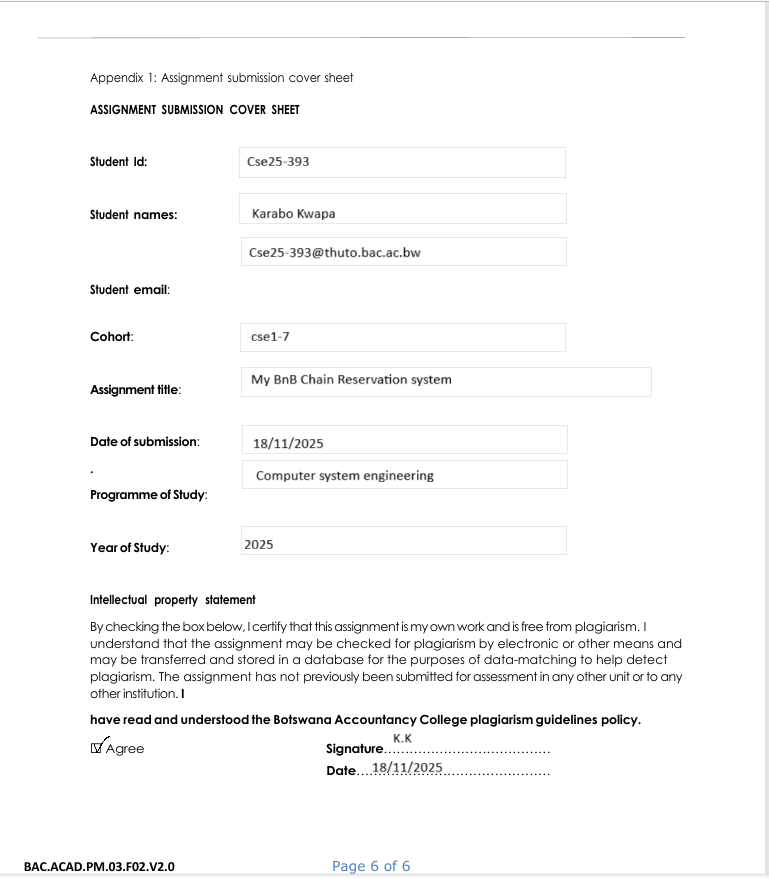 Appendix 1: Assignment submission cover sheet
ASSIGNMENT SUBMISSION COVER SHEET
Student Id: Cse25-393
Student names: Karabo Kwapa
Cse25-393@thuto.bac.ac.bw
Student email:
Cohort: cse1-7
My BnB Chain Reservation system
Assignment title:
Date of submission: 18/11/2025
.
Computer system engineering
Programme of Study:
Year of Study: 2025
Intellectual property statement
By checking the box below, I certify that this assignment is my own work and is free from plagiarism. I
understand that the assignment may be checked for plagiarism by electronic or other means and
may be transferred and stored in a database for the purposes of data-matching to help detect
plagiarism. The assignment has not previously been submitted for assessment in any other unit or to any
other institution. I
have read and understood the Botswana Accountancy College plagiarism guidelines policy.
Agree Signature K.K
Date 18/11/2025
BAC.ACAD.PM.03.F02.V2.0 Page 6 of 6